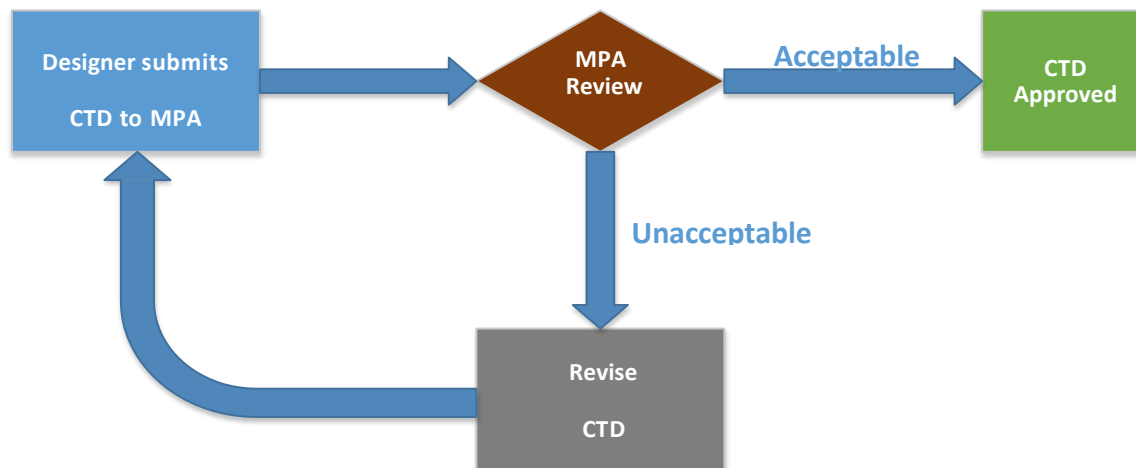 Designer submits
CTD to MPA
MPA
Review
Acceptable
CTD
Approved
Unacceptable
Revise
CTD